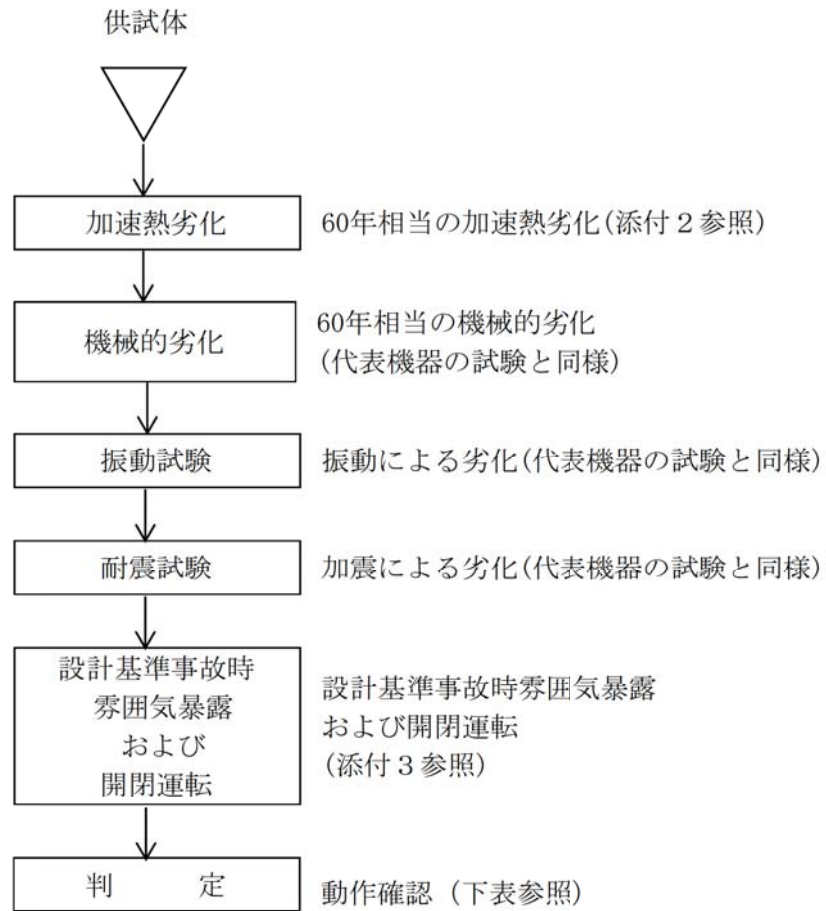 供試体
加速熱劣化
60年相当の加速熱劣化(添付２参照)
機械的劣化
60年相当の機械的劣化
(代表機器の試験と同様)
振動試験
振動による劣化(代表機器の試験と同様)
耐震試験
加震による劣化(代表機器の試験と同様)
設計基準事故時
雰囲気暴露
および
開閉運転
設計基準事故時雰囲気暴露
および開閉運転
(添付３参照)
判　　定
動作確認（下表参照）